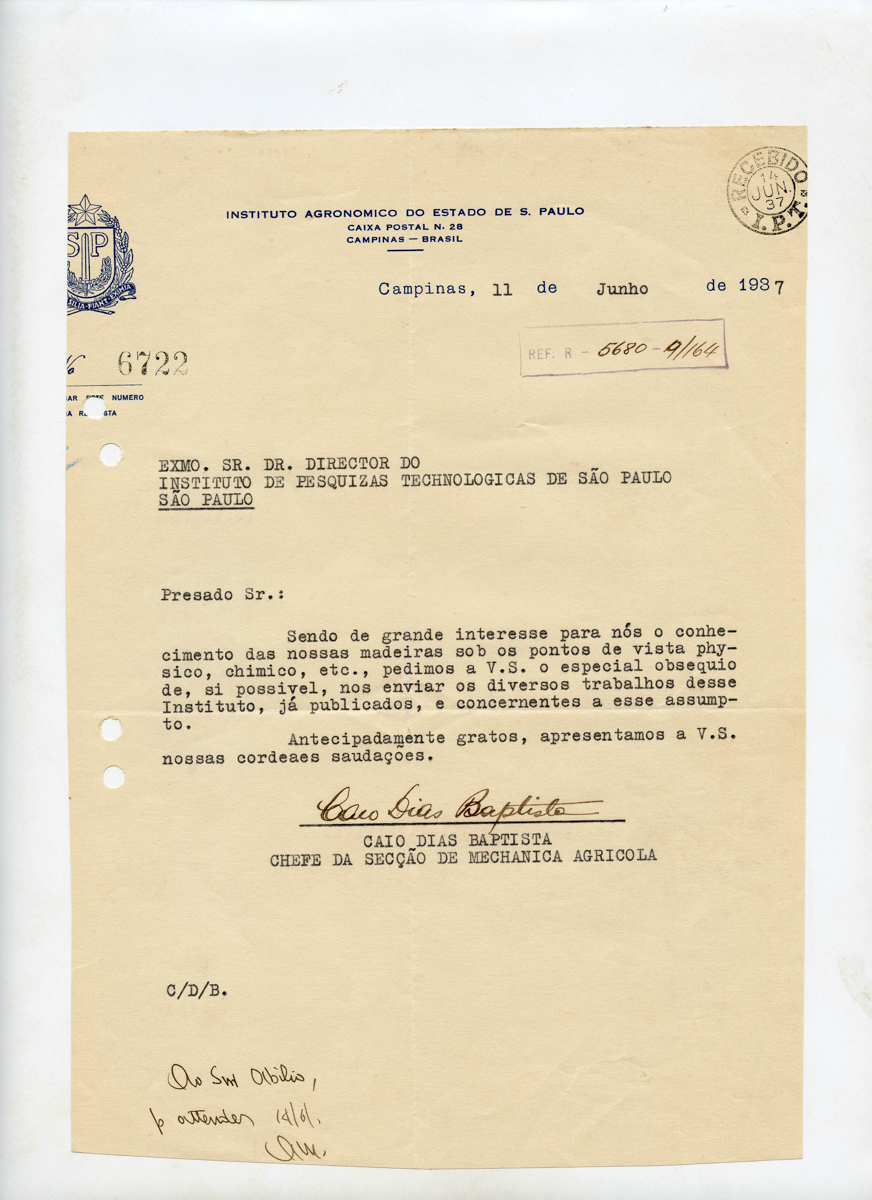 RECEBIDO
14
JUN.
37
I.P.T.
INSTITUTO AGRONOMICO DO ESTADO DE S. PAULO
CAIXA POSTAL N. 28
CAMPINAS — BRASIL
SP
FIANT EXIMIA
Campinas, 11 de Junho de 1937
REF. R - 5680-9/164
6722
NUMERO
EXMO. SR. DR. DIRECTOR DO
INSTITUTO DE PESQUIZAS TECHNOLOGICAS DE SÃO PAULO
SÃO PAULO
Presado Sr.:
Sendo de grande interesse para nós o conhe-
cimento das nossas madeiras sob os pontos de vista phy-
sico, chimico, etc., pedimos a V.S. o especial obsequio
de, si possivel, nos enviar os diversos trabalhos desse
Instituto, já publicados, e concernentes a esse assump-
to.
Antecipadamente gratos, apresentamos a V.S.
nossas cordeaes saudações.
Caio Dias Baptista
CAIO DIAS BAPTISTA
CHEFE DA SECÇÃO DE MECHANICA AGRICOLA
C/D/B.
Ao Snr Abilio,
p attender 14/6/.